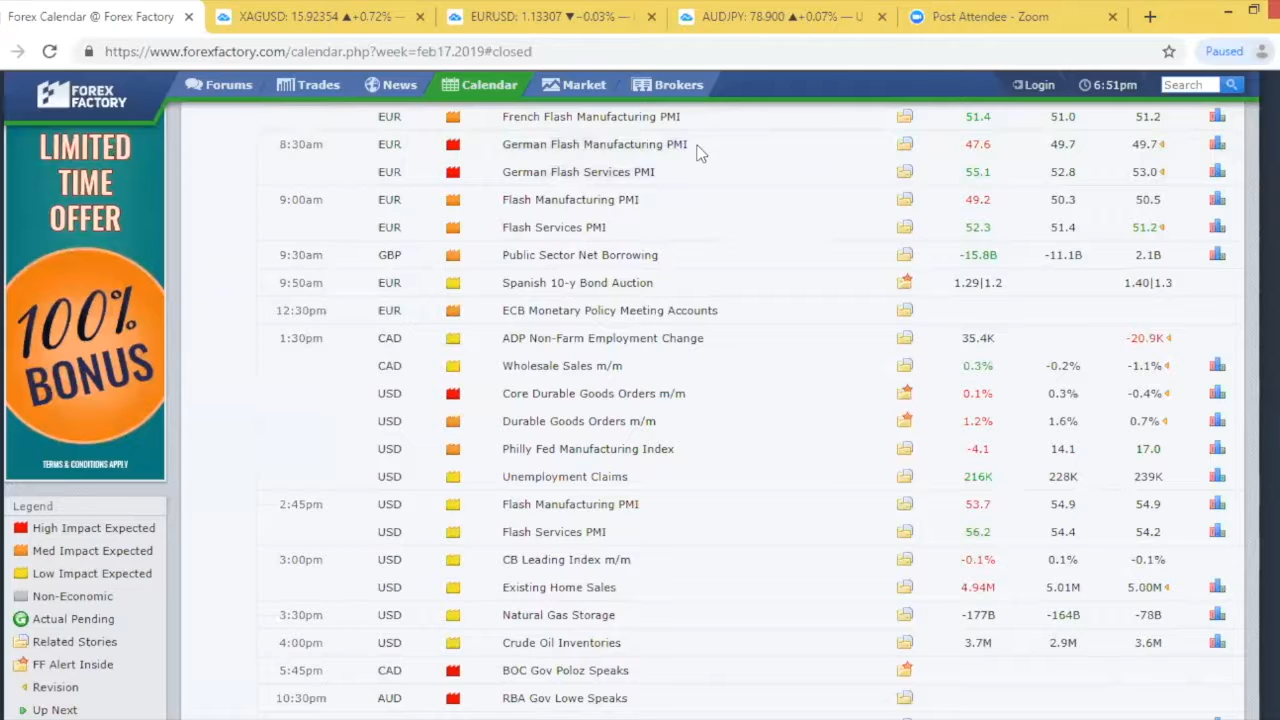 Forex Calendar @ Forex Factory
XAGUSD: 15.92354 ▲+0.72% —
EURUSD: 1.13307 ▼−0.03% —
AUDJPY: 78.900 ▲+0.07% — U
Post Attendee - Zoom
https://www.forexfactory.com/calendar.php?week=feb17.2019#closed
Paused
FOREX FACTORY
Forums
Trades
News
Calendar
Market
Brokers
Login
6:51pm
Search
LIMITED
TIME
OFFER
100%
BONUS
TERMS & CONDITIONS APPLY
Legend
High Impact Expected
Med Impact Expected
Low Impact Expected
Non-Economic
Actual Pending
Related Stories
FF Alert Inside
Revision
Up Next
EUR French Flash Manufacturing PMI 51.4 51.0 51.2
8:30am EUR German Flash Manufacturing PMI 47.6 49.7 49.7
EUR German Flash Services PMI 55.1 52.8 53.0
9:00am EUR Flash Manufacturing PMI 49.2 50.3 50.5
EUR Flash Services PMI 52.3 51.4 51.2
9:30am GBP Public Sector Net Borrowing -15.8B -11.1B 2.1B
9:50am EUR Spanish 10-y Bond Auction 1.29|1.2 1.40|1.3
12:30pm EUR ECB Monetary Policy Meeting Accounts
1:30pm CAD ADP Non-Farm Employment Change 35.4K -20.9K
CAD Wholesale Sales m/m 0.3% -0.2% -1.1%
USD Core Durable Goods Orders m/m 0.1% 0.3% -0.4%
USD Durable Goods Orders m/m 1.2% 1.6% 0.7%
USD Philly Fed Manufacturing Index -4.1 14.1 17.0
USD Unemployment Claims 216K 228K 239K
2:45pm USD Flash Manufacturing PMI 53.7 54.9 54.9
USD Flash Services PMI 56.2 54.4 54.2
3:00pm USD CB Leading Index m/m -0.1% 0.1% -0.1%
USD Existing Home Sales 4.94M 5.01M 5.00M
3:30pm USD Natural Gas Storage -177B -164B -78B
4:00pm USD Crude Oil Inventories 3.7M 2.9M 3.6M
5:45pm CAD BOC Gov Poloz Speaks
10:30pm AUD RBA Gov Lowe Speaks